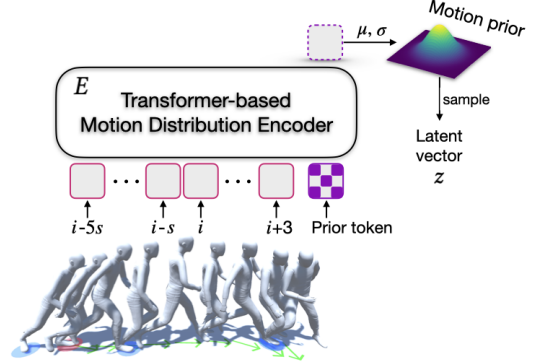 Motion prior
μ, σ
E
Transformer-based
Motion Distribution Encoder
sample
Latent
vector
z
... ...
i-5s i-s i i+3 Prior token